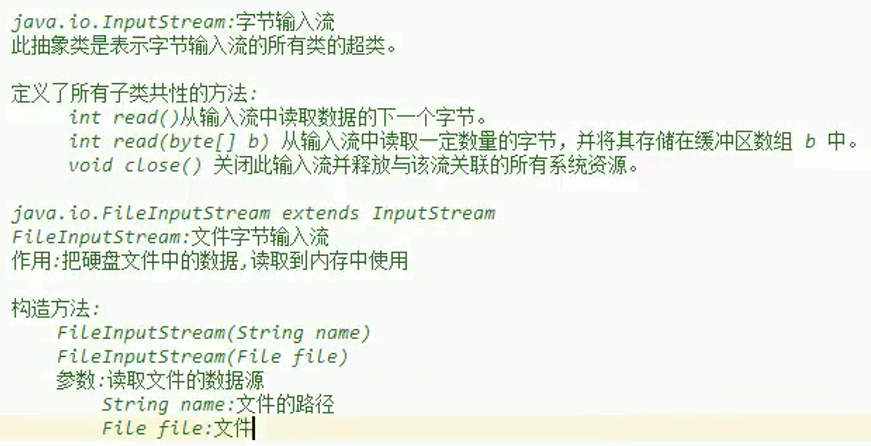 java.io.InputStream:字节输入流
此抽象类是表示字节输入流的所有类的超类。
定义了所有子类共性的方法:
int read()从输入流中读取数据的下一个字节。
int read(byte[] b) 从输入流中读取一定数量的字节，并将其存储在缓冲区数组 b 中。
void close() 关闭此输入流并释放与该流关联的所有系统资源。
java.io.FileInputStream extends InputStream
FileInputStream:文件字节输入流
作用:把硬盘文件中的数据,读取到内存中使用
构造方法:
FileInputStream(String name)
FileInputStream(File file)
参数:读取文件的数据源
String name:文件的路径
File file:文件